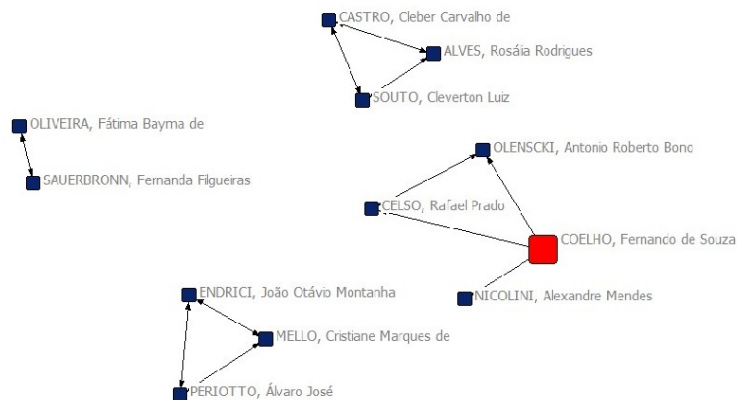 CASTRO, Cleber Carvalho de
ALVES, Rosáia Rodrigues
SOUTO, Cleverton Luiz
OLIVEIRA, Fátima Bayma de
SAUERBRONN, Fernanda Filgueiras
OLENSCKI, Antonio Roberto Bono
CELSO, Rafael Prado
COELHO, Fernando de Souza
NICOLINI, Alexandre Mendes
ENDRICI, João Otávio Montanha
MELLO, Cristiane Marques de
PERIOTTO, Álvaro José